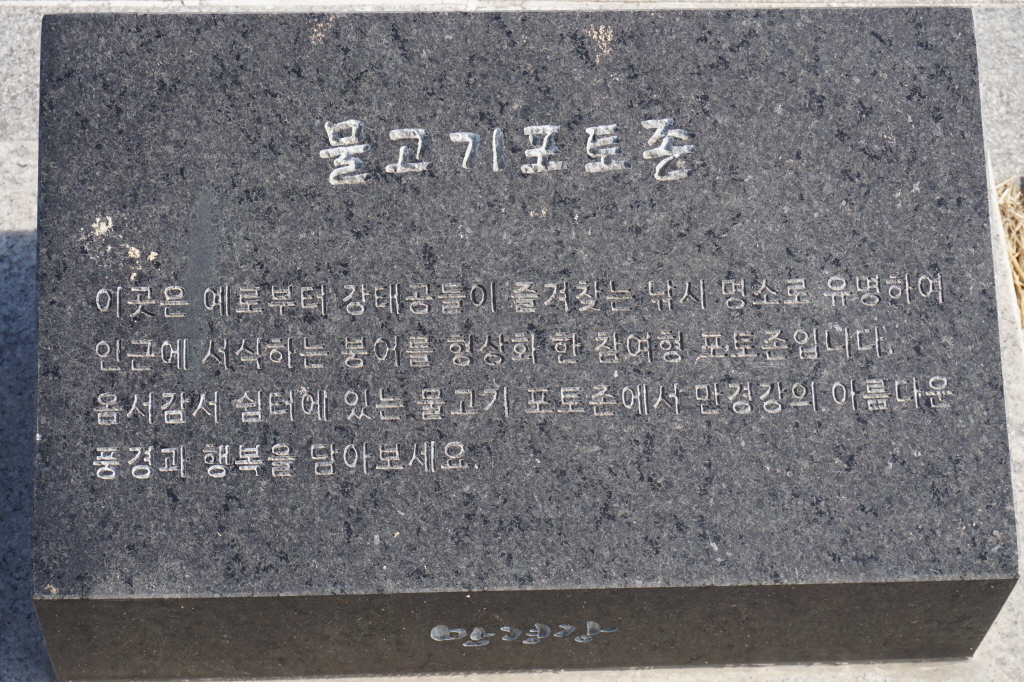 물고기포토존
이곳은 예로부터 강태공들이 즐겨찾는 낚시 명소로 유명하여
인근에 서식하는 붕어를 형상화 한 참여형 포토존입니다.
옴서감서 쉼터에 있는 물고기 포토존에서 만경강의 아름다운
풍경과 행복을 담아보세요.
만경강